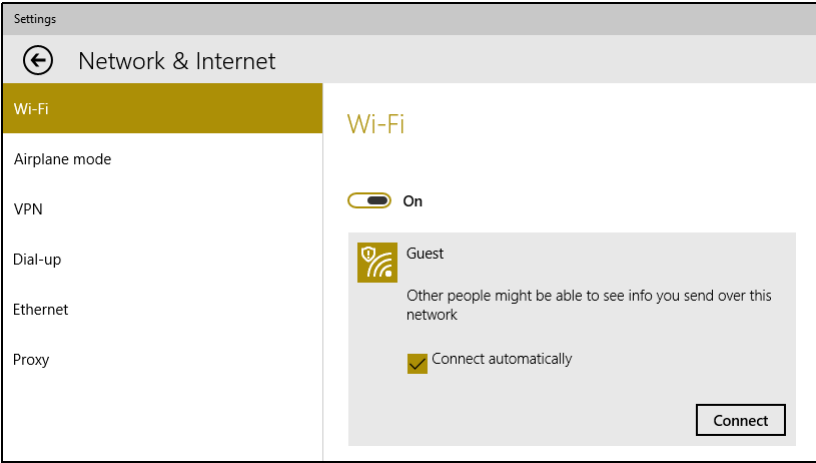 Settings
Network & Internet
Wi-Fi
Airplane mode
VPN
Dial-up
Ethernet
Proxy
Wi-Fi
On
Guest
Other people might be able to see info you send over this
network
Connect automatically
Connect